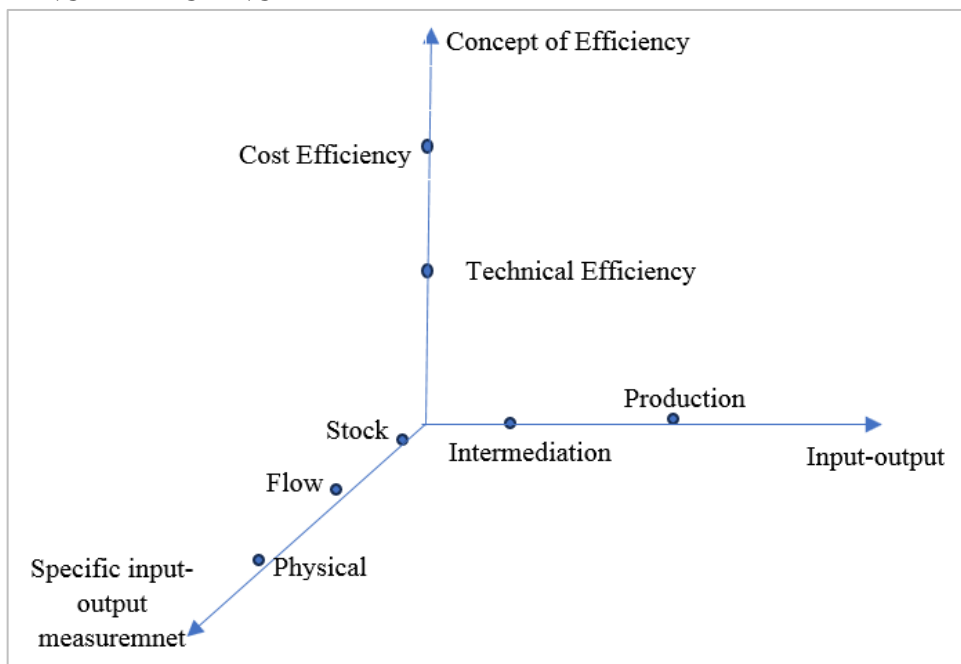 Concept of Efficiency
Cost Efficiency
Technical Efficiency
Production
Stock
Intermediation
Input-output
Flow
Physical
Specific input-
output
measuremnet